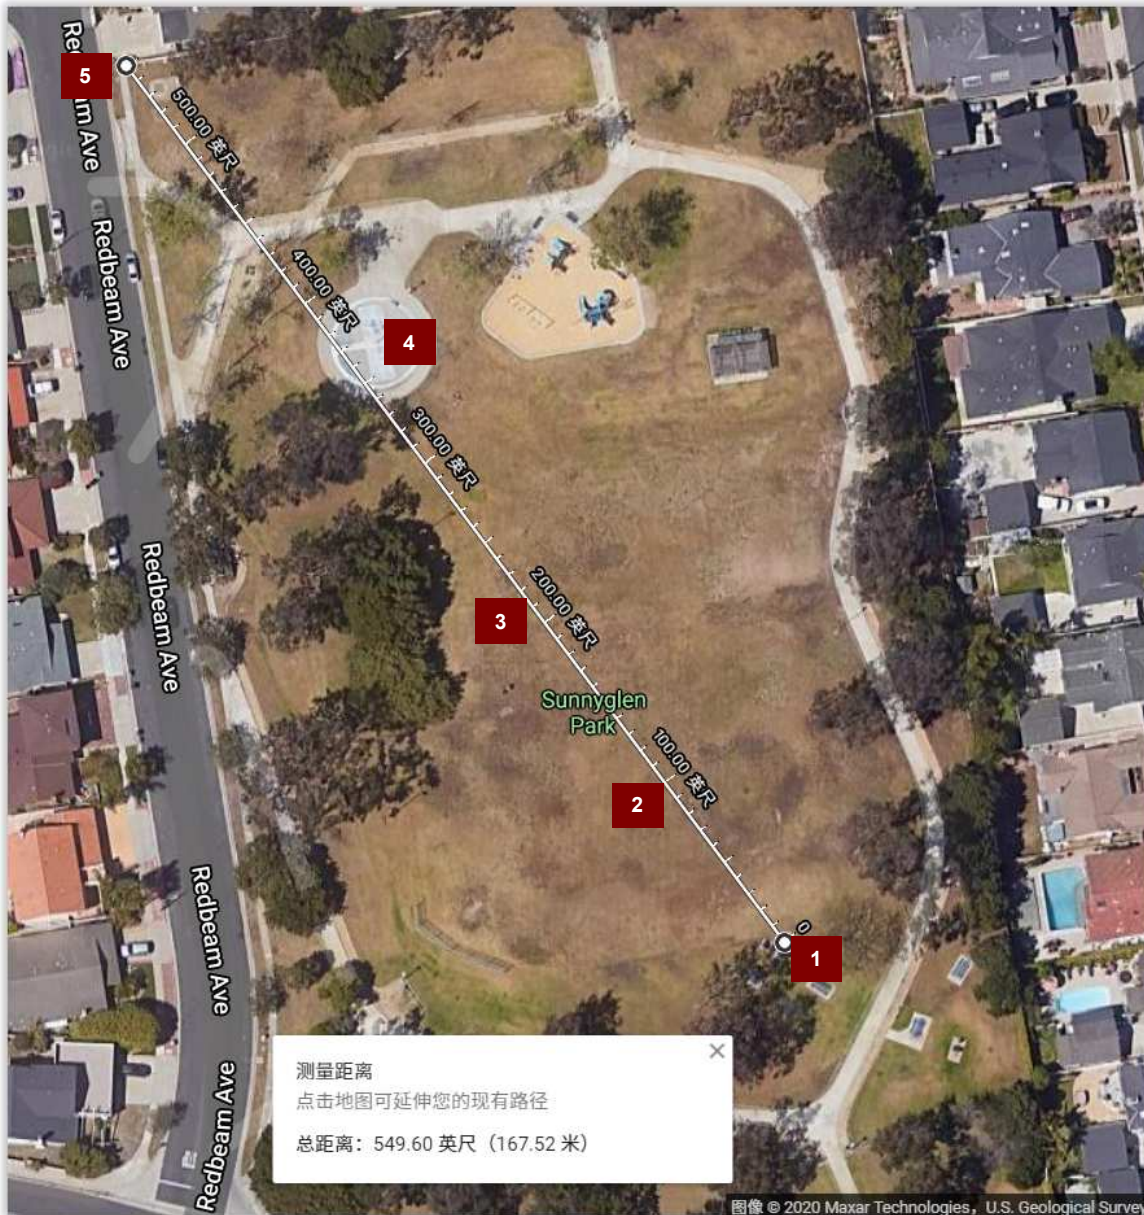 Redbeam Ave
5
500.00 英尺
Redbeam Ave
400.00 英尺
4
300.00 英尺
Redbeam Ave
200.00 英尺
3
Sunnyglen
Park
100.00 英尺
2
Redbeam Ave
0
1
测量距离
点击地图可延伸您的现有路径
总距离：549.60 英尺（167.52 米）
Redbeam Ave
图像 © 2020 Maxar Technologies，U.S. Geological Survey